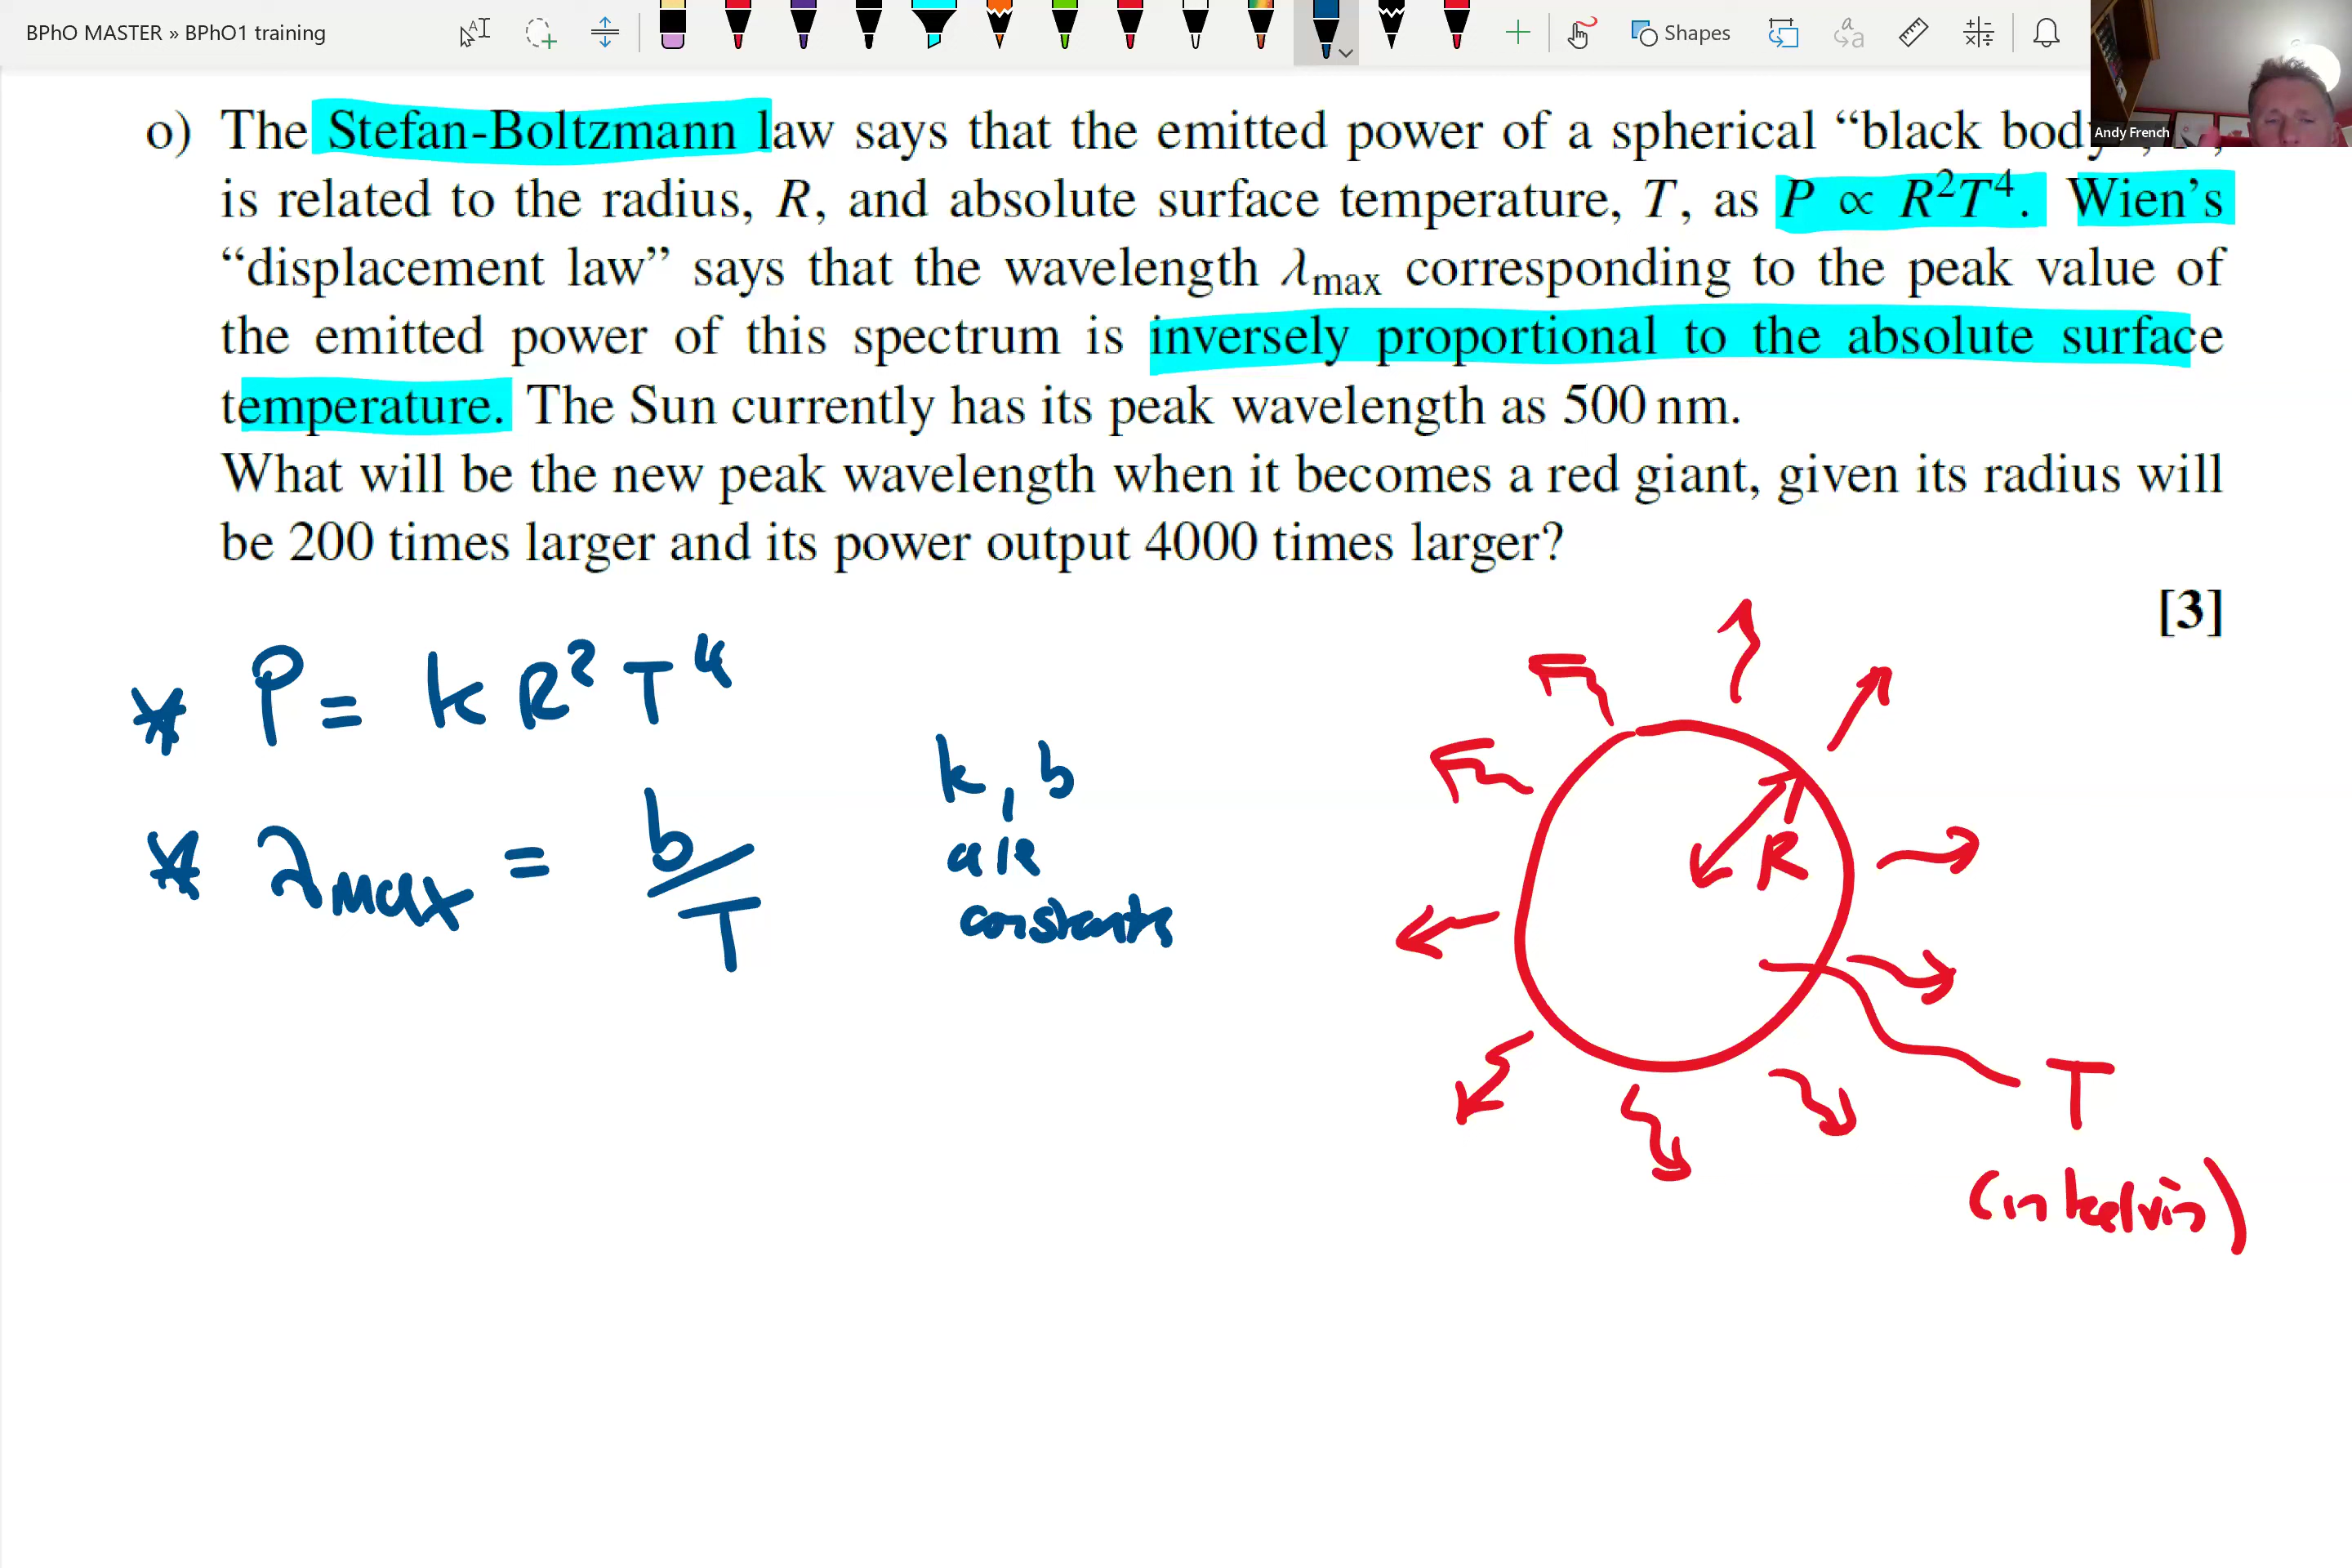 BPhO MASTER » BPhO1 training
Shapes
Andy French
o) The Stefan-Boltzmann law says that the emitted power of a spherical “black body
is related to the radius, R, and absolute surface temperature, T, as P ∝ R²T⁴. Wien’s
“displacement law” says that the wavelength λmax corresponding to the peak value of
the emitted power of this spectrum is inversely proportional to the absolute surface
temperature. The Sun currently has its peak wavelength as 500 nm.
What will be the new peak wavelength when it becomes a red giant, given its radius will
be 200 times larger and its power output 4000 times larger?
[3]
* P = k R² T⁴
* λmax = b/T
k, b
are
constants
R
T
(in kelvin)